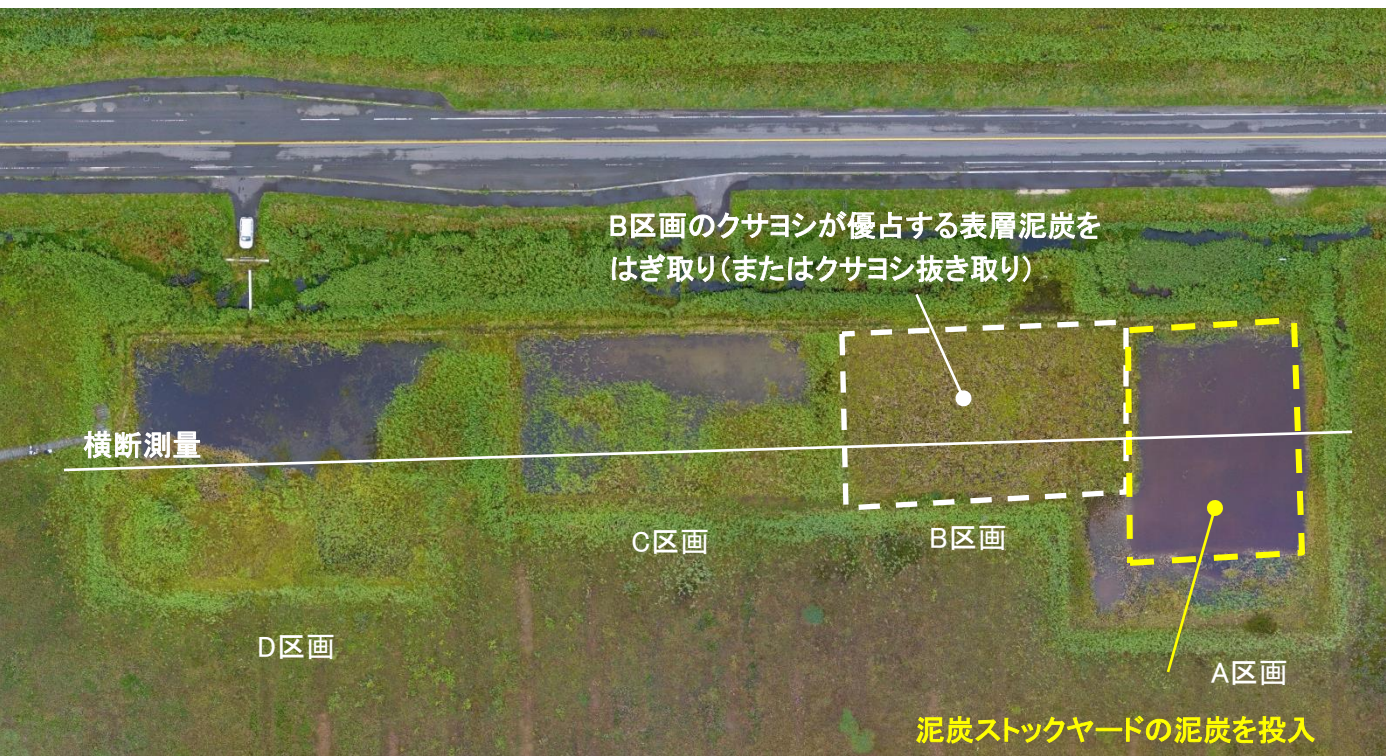 B区画のクサヨシが優占する表層泥炭を
はぎ取り(またはクサヨシ抜き取り)
横断測量
C区画
B区画
D区画
A区画
泥炭ストックヤードの泥炭を投入